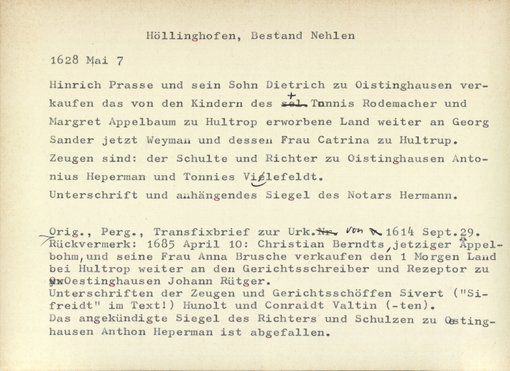 Höllinghofen, Bestand Nehlen
1628 Mai 7
Hinrich Prasse und sein Sohn Dietrich zu Oistinghausen ver-
kaufen das von den Kindern des + Tonnis Rodemacher und
Margret Appelbaum zu Hultrop erworbene Land weiter an Georg
Sander jetzt Weyman und dessen Frau Catrina zu Hultrup.
Zeugen sind: der Schulte und Richter zu Oistinghausen Anto-
nius Heperman und Tonnies Vielefeldt.
Unterschrift und anhängendes Siegel des Notars Hermann.
Orig., Perg., Transfixbrief zur Urk. von 1614 Sept. 29.
Rückvermerk: 1685 April 10: Christian Berndts, jetziger Appel-
bohm, und seine Frau Anna Brusche verkaufen den 1 Morgen Land
bei Hultrop weiter an den Gerichtsschreiber und Rezeptor zu
Oestinghausen Johann Rütger.
Unterschriften der Zeugen und Gerichtsschöffen Sivert ("Si-
freidt" im Text!) Hunolt und Conraidt Valtin (-ten).
Das angekündigte Siegel des Richters und Schulzen zu Oesting-
hausen Anthon Heperman ist abgefallen.